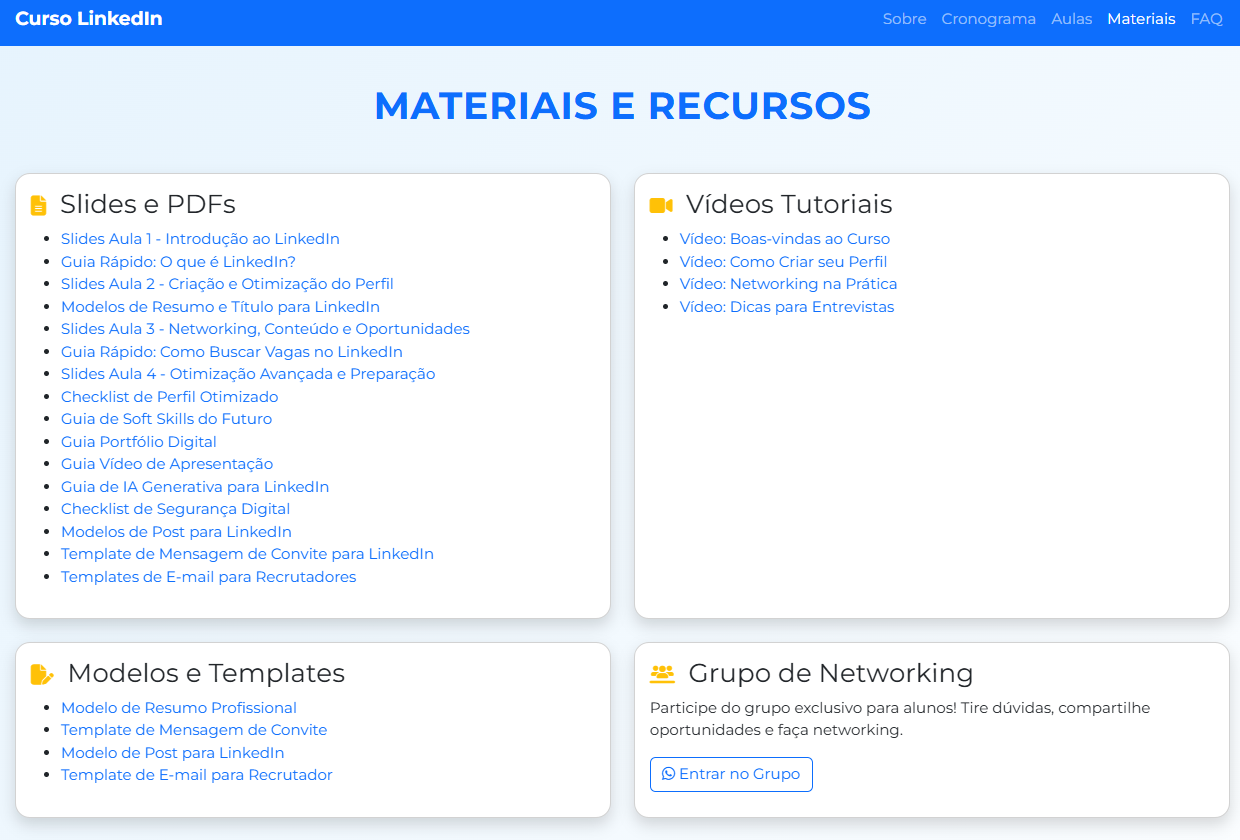 Curso LinkedIn
Sobre Cronograma Aulas Materiais FAQ
MATERIAIS E RECURSOS
Slides e PDFs
Slides Aula 1 - Introdução ao LinkedIn
Guia Rápido: O que é LinkedIn?
Slides Aula 2 - Criação e Otimização do Perfil
Modelos de Resumo e Título para LinkedIn
Slides Aula 3 - Networking, Conteúdo e Oportunidades
Guia Rápido: Como Buscar Vagas no LinkedIn
Slides Aula 4 - Otimização Avançada e Preparação
Checklist de Perfil Otimizado
Guia de Soft Skills do Futuro
Guia Portfólio Digital
Guia Vídeo de Apresentação
Guia de IA Generativa para LinkedIn
Checklist de Segurança Digital
Modelos de Post para LinkedIn
Template de Mensagem de Convite para LinkedIn
Templates de E-mail para Recrutadores
Vídeos Tutoriais
Vídeo: Boas-vindas ao Curso
Vídeo: Como Criar seu Perfil
Vídeo: Networking na Prática
Vídeo: Dicas para Entrevistas
Modelos e Templates
Modelo de Resumo Profissional
Template de Mensagem de Convite
Modelo de Post para LinkedIn
Template de E-mail para Recrutador
Grupo de Networking
Participe do grupo exclusivo para alunos! Tire dúvidas, compartilhe
oportunidades e faça networking.
Entrar no Grupo